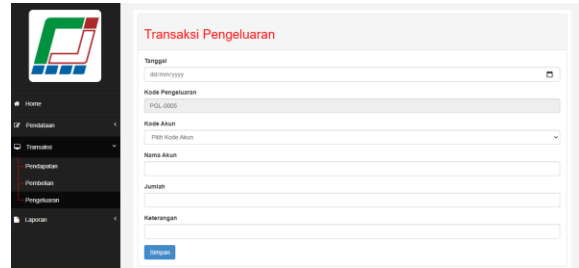 Home
Pendataan
Transaksi
Pendapatan
Pembelian
Pengeluaran
Laporan
Transaksi Pengeluaran
Tanggal
dd/mm/yyyy
Kode Pengeluaran
PGL-0005
Kode Akun
Pilih Kode Akun
Nama Akun
Jumlah
Keterangan
Simpan